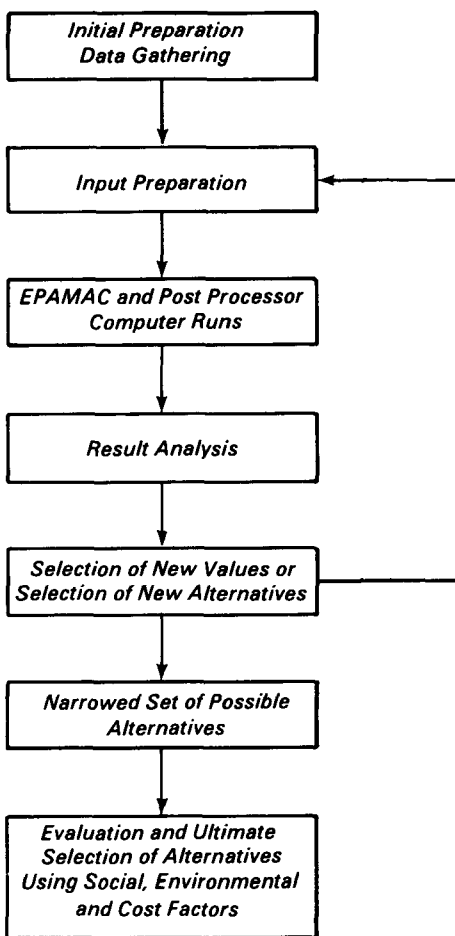 Initial Preparation
Data Gathering
Input Preparation
EPAMAC and Post Processor
Computer Runs
Result Analysis
Selection of New Values or
Selection of New Alternatives
Narrowed Set of Possible
Alternatives
Evaluation and Ultimate
Selection of Alternatives
Using Social, Environmental
and Cost Factors